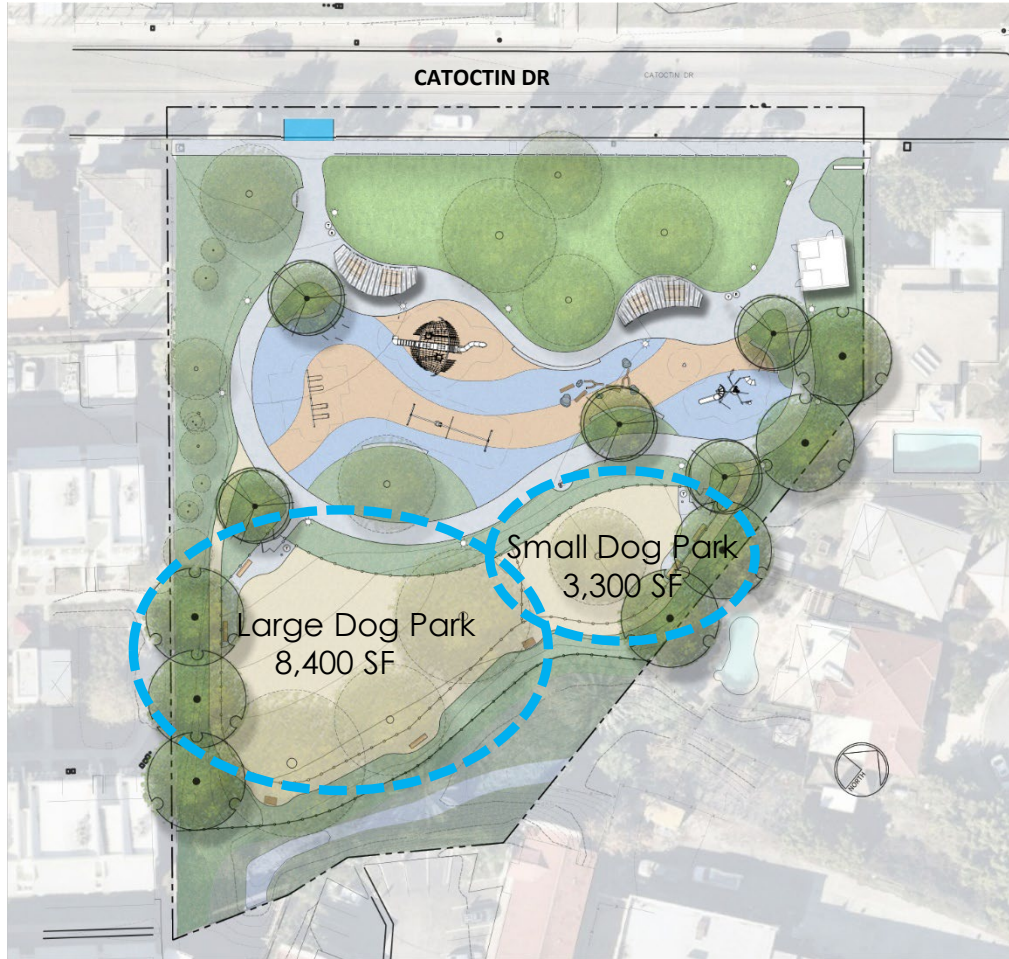 CATOCTIN DR
CATOCTIN DR
Small Dog Park
3,300 SF
Large Dog Park
8,400 SF
NORTH